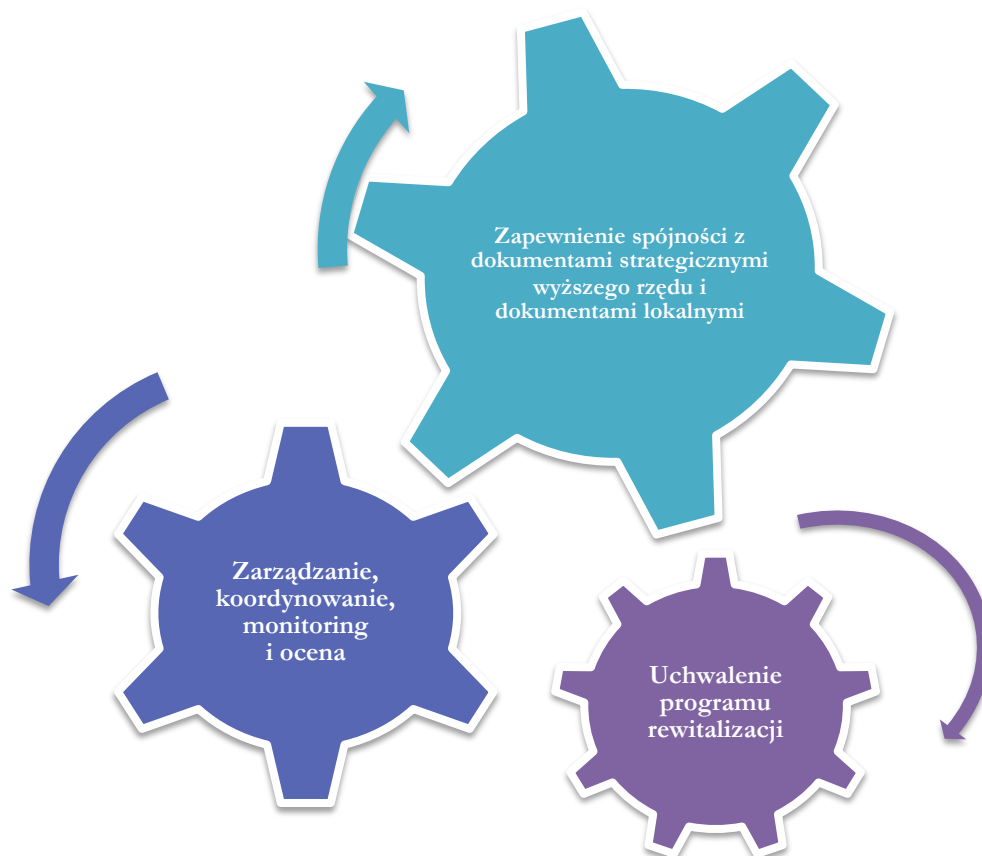 Zapewnienie spójności z
dokumentami strategicznymi
wyższego rzędu i
dokumentami lokalnymi
Zarządzanie,
koordynowanie,
monitoring
i ocena
Uchwalenie
programu
rewitalizacji